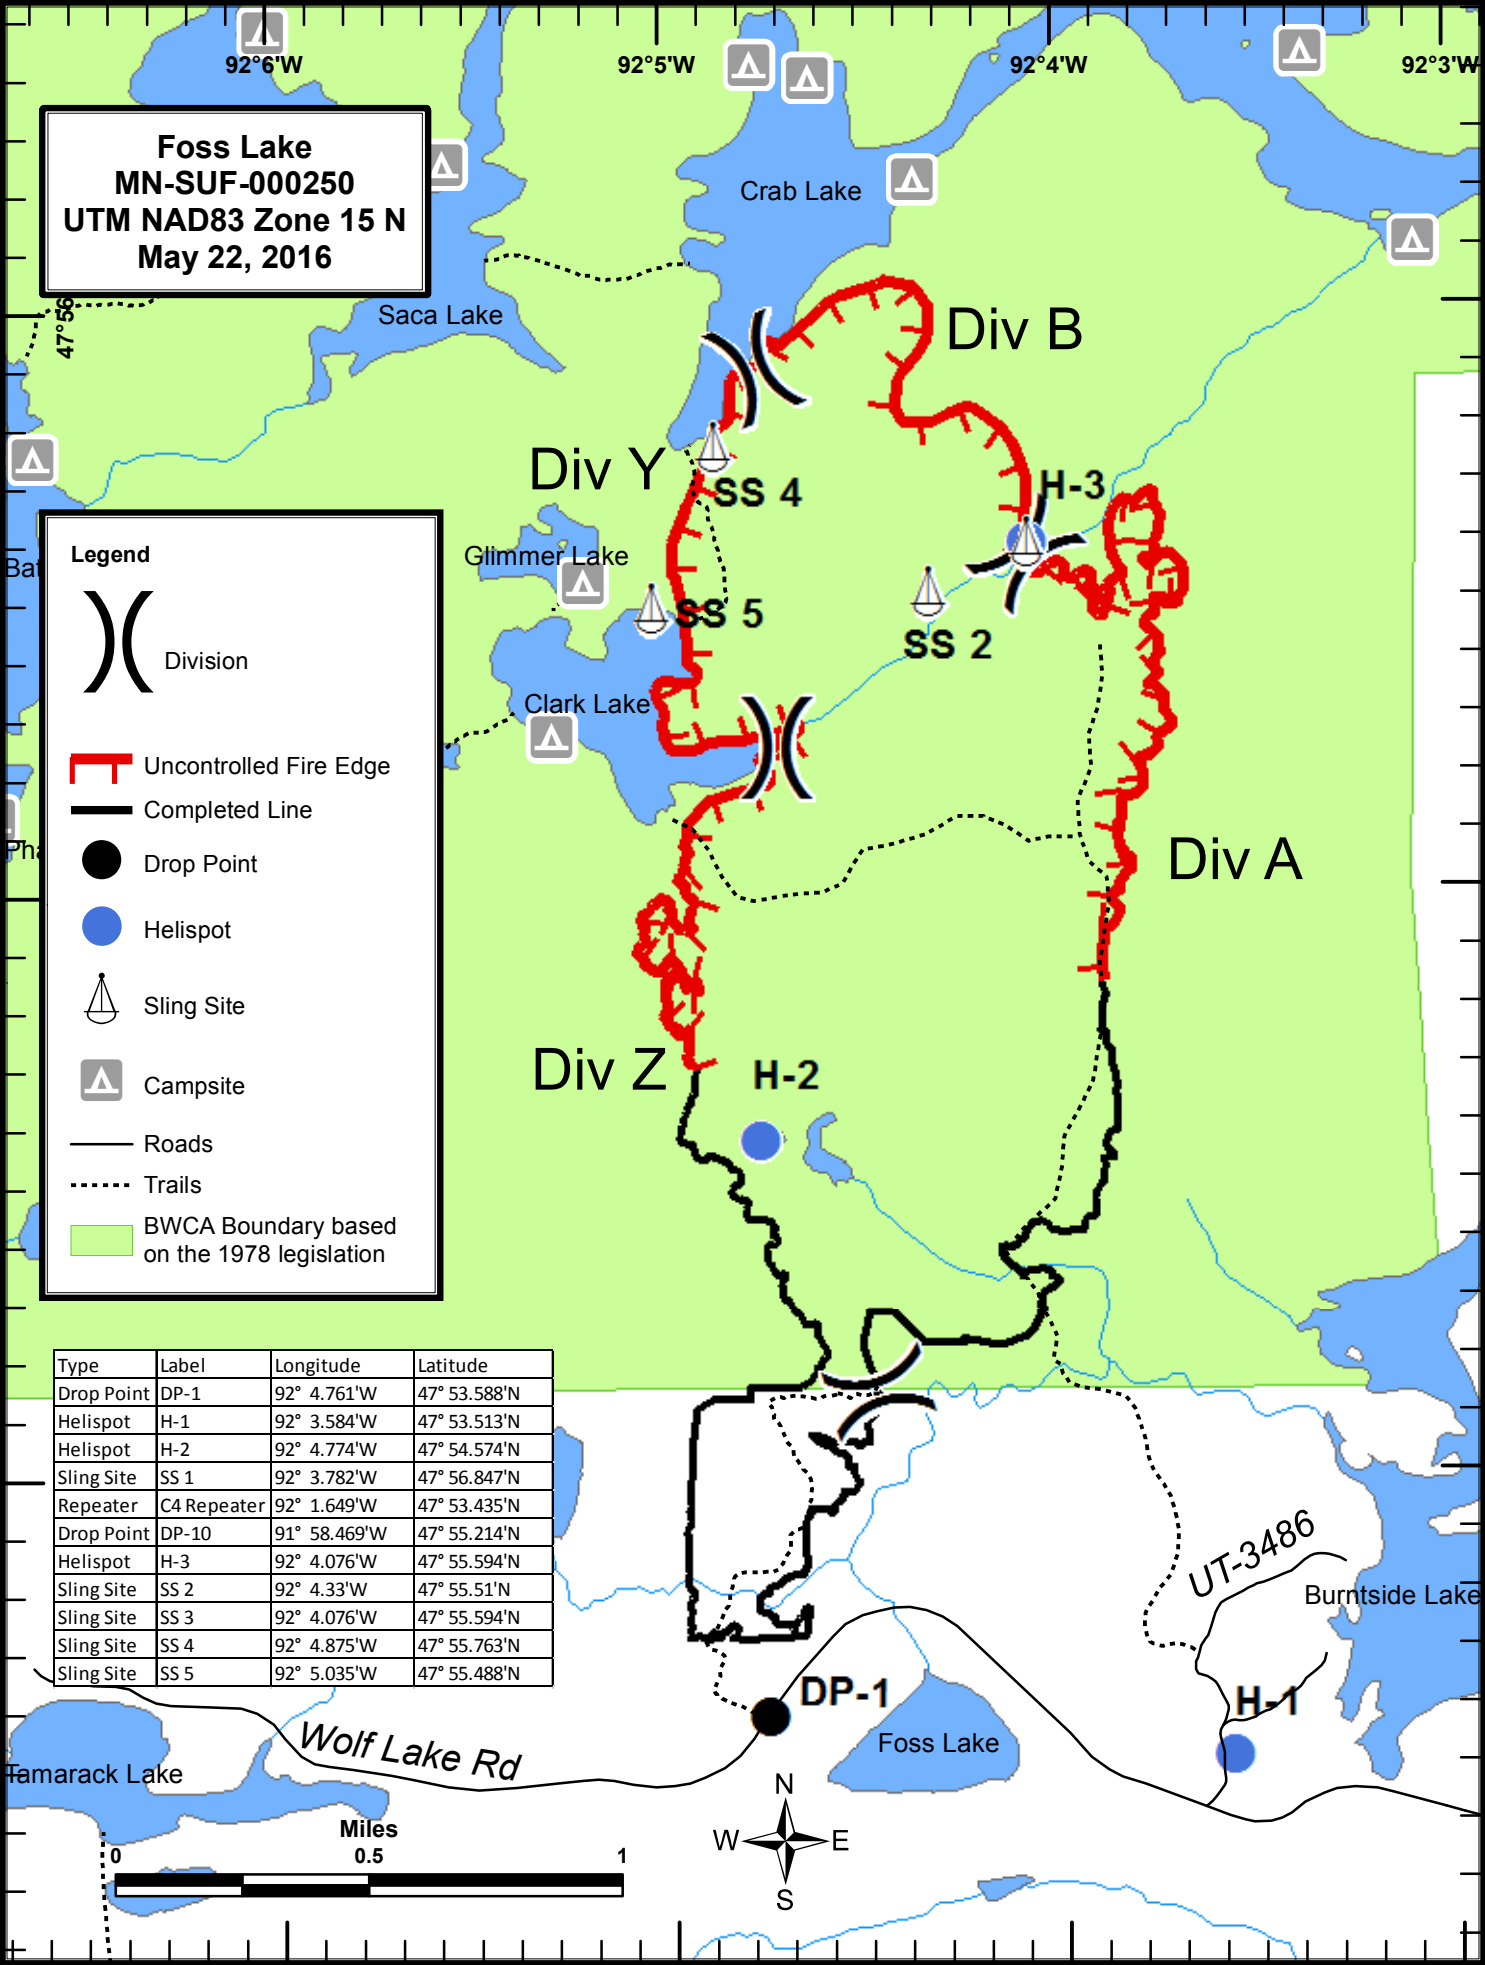 92°6'W
92°5'W
92°4'W
92°3'W
Foss Lake
MN-SUF-000250
UTM NAD83 Zone 15 N
May 22, 2016
Crab Lake
47°56
Saca Lake
Div B
Div Y
SS 4
H-3
Glimmer Lake
SS 5
SS 2
Clark Lake
Legend
Division
Uncontrolled Fire Edge
Completed Line
Drop Point
Helispot
Sling Site
Campsite
Roads
Trails
BWCA Boundary based
on the 1978 legislation
Div A
Div Z
H-2
Type Label Longitude Latitude
Drop Point DP-1 92° 4.761'W 47° 53.588'N
Helispot H-1 92° 3.584'W 47° 53.513'N
Helispot H-2 92° 4.774'W 47° 54.574'N
Sling Site SS 1 92° 3.782'W 47° 56.847'N
Repeater C4 Repeater 92° 1.649'W 47° 53.435'N
Drop Point DP-10 91° 58.469'W 47° 55.214'N
Helispot H-3 92° 4.076'W 47° 55.594'N
Sling Site SS 2 92° 4.33'W 47° 55.51'N
Sling Site SS 3 92° 4.076'W 47° 55.594'N
Sling Site SS 4 92° 4.875'W 47° 55.763'N
Sling Site SS 5 92° 5.035'W 47° 55.488'N
UT-3486
Burntside Lake
DP-1
H-1
Wolf Lake Rd
Foss Lake
Tamarack Lake
N
W E
S
Miles
0 0.5 1